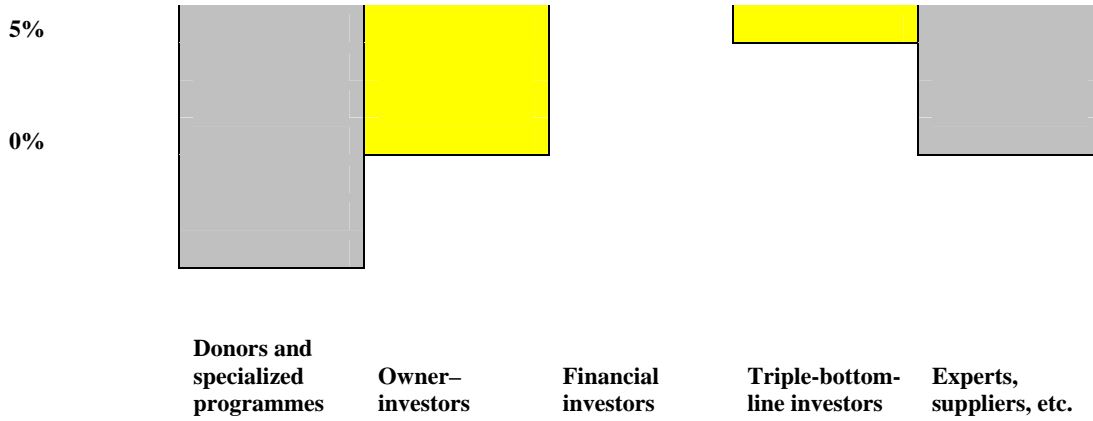 5%
0%
Donors and
specialized
programmes
Owner–
investors
Financial
investors
Triple-bottom-
line investors
Experts,
suppliers, etc.